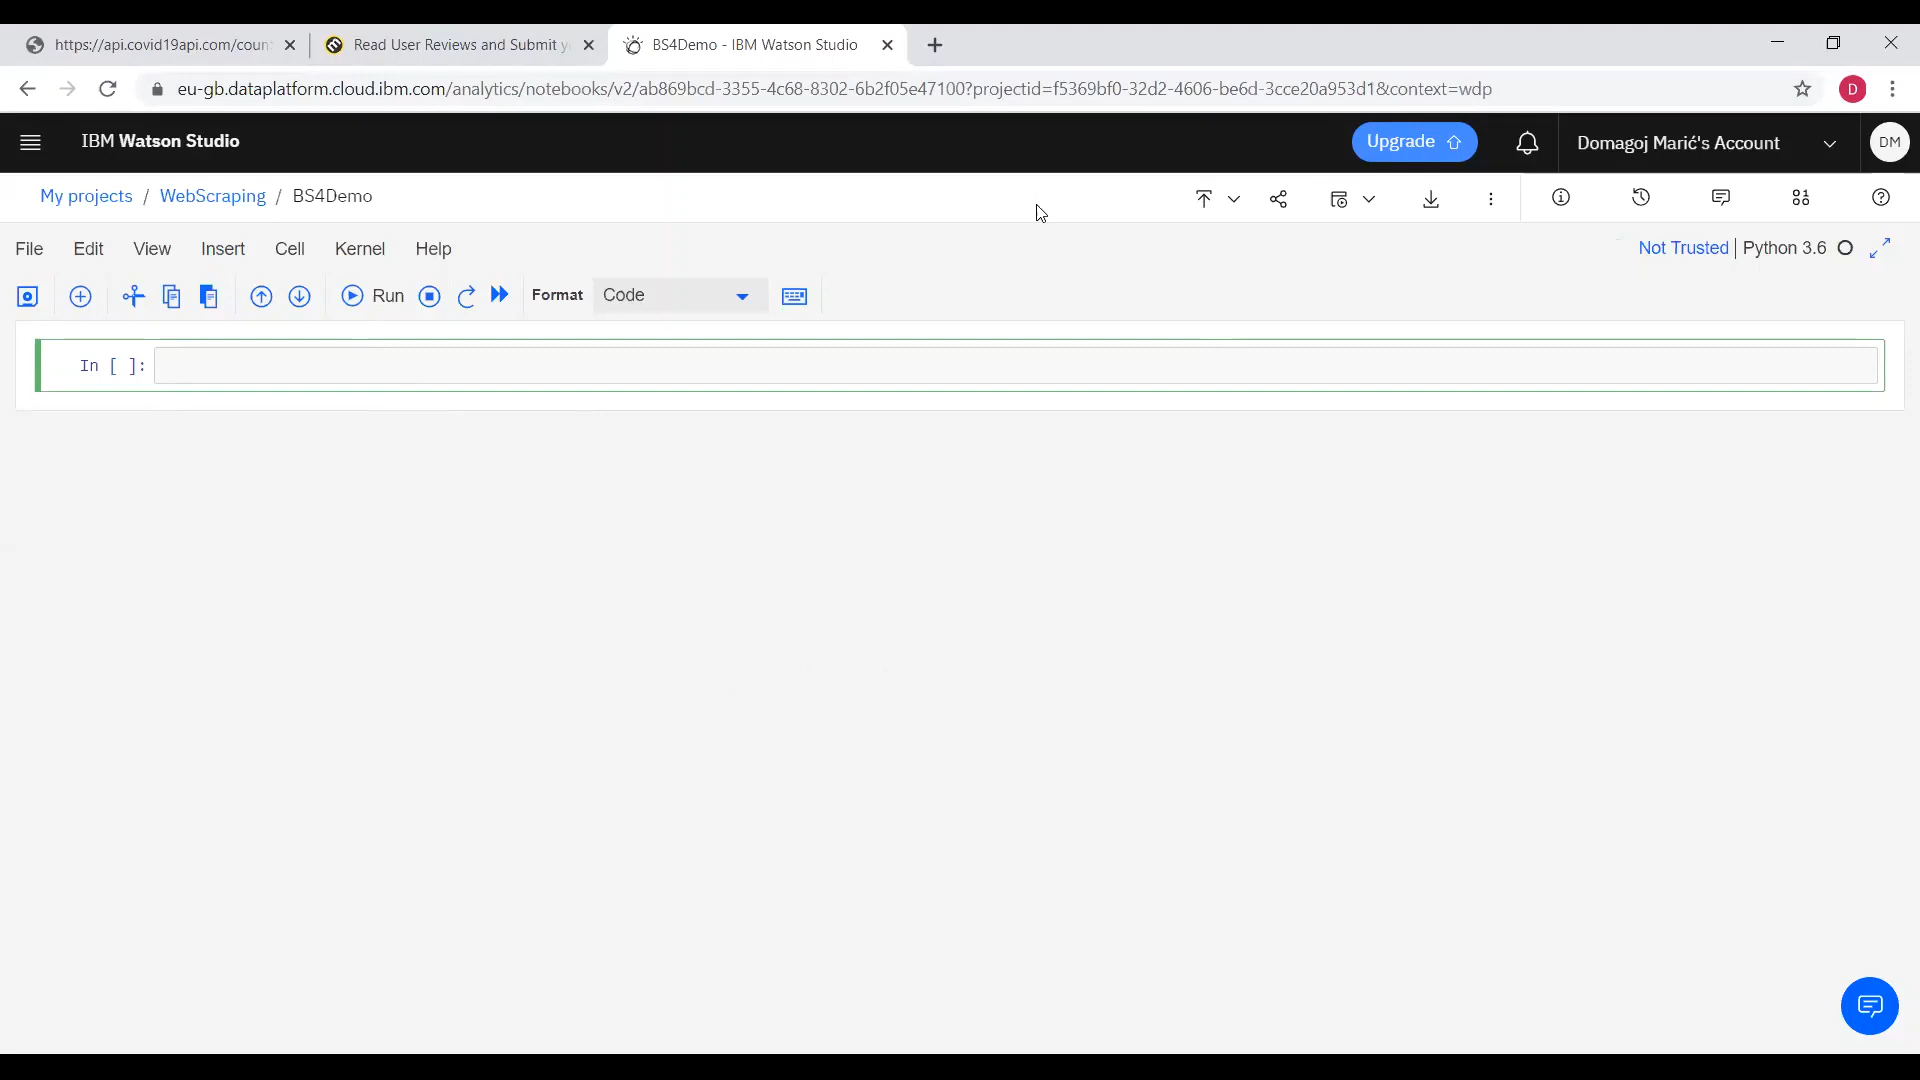 https://api.covid19api.com/coun
Read User Reviews and Submit y
BS4Demo - IBM Watson Studio
eu-gb.dataplatform.cloud.ibm.com/analytics/notebooks/v2/ab869bcd-3355-4c68-8302-6b2f05e47100?projectid=f5369bf0-32d2-4606-be6d-3cce20a953d1&context=wdp
D
IBM Watson Studio
Upgrade
Domagoj Marić's Account
DM
My projects / WebScraping / BS4Demo
File Edit View Insert Cell Kernel Help
Not Trusted | Python 3.6
Run
Format
Code
In [ ]: